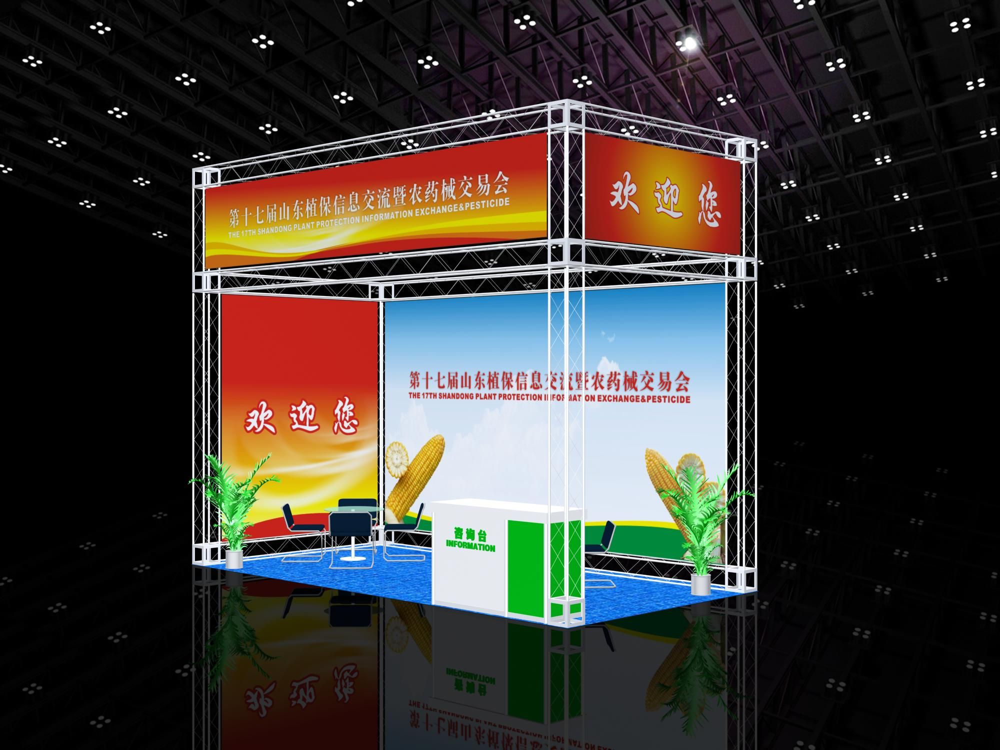 第十七届山东植保信息交流暨农药械交易会
THE 17TH SHANDONG PLANT PROTECTION INFORMATION EXCHANGE&PESTICIDE
欢迎您
欢迎您
第十七届山东植保信息交流暨农药械交易会
THE 17TH SHANDONG PLANT PROTECTION INFORMATION EXCHANGE&PESTICIDE
咨询台
INFORMATION